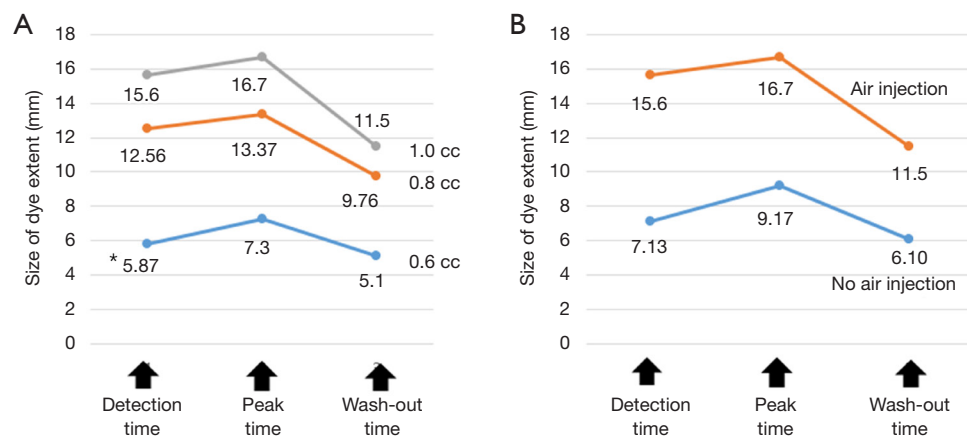 A
Size of dye extent (mm)
18
16
14
12
10
8
6
4
2
0
15.6
16.7
11.5
1.0 cc
12.56
13.37
9.76
0.8 cc
* 5.87
7.3
5.1
0.6 cc
Detection
time
Peak
time
Wash-out
time
B
Size of dye extent (mm)
18
16
14
12
10
8
6
4
2
0
15.6
16.7
11.5
Air injection
7.13
9.17
6.10
No air injection
Detection
time
Peak
time
Wash-out
time